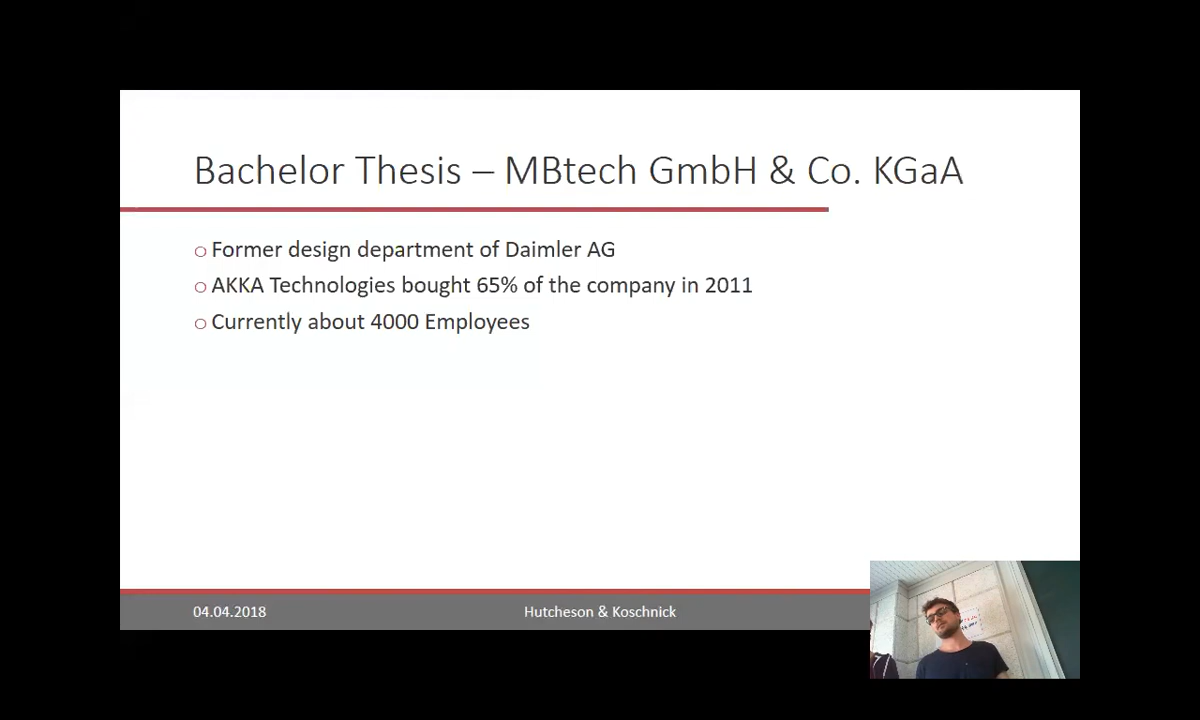 Bachelor Thesis – MBtech GmbH & Co. KGaA
Former design department of Daimler AG
AKKA Technologies bought 65% of the company in 2011
Currently about 4000 Employees
04.04.2018
Hutcheson & Koschnick